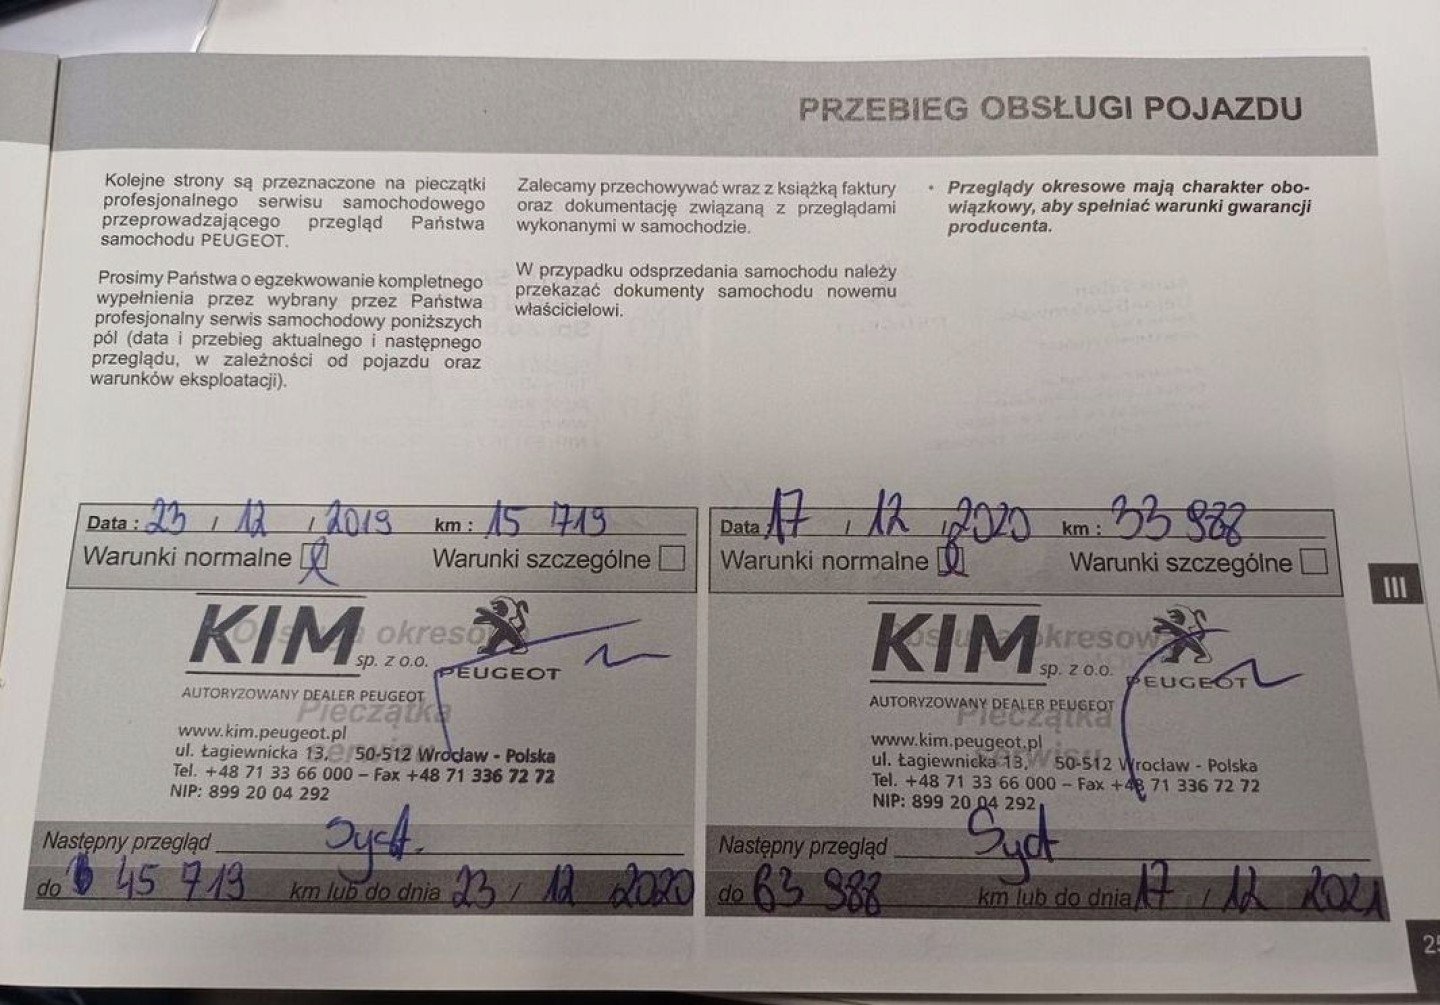 PRZEBIEG OBSŁUGI POJAZDU
Kolejne strony są przeznaczone na pieczątki
profesjonalnego serwisu samochodowego
przeprowadzającego przegląd Państwa
samochodu PEUGEOT.
Prosimy Państwa o egzekwowanie kompletnego
wypełnienia przez wybrany przez Państwa
profesjonalny serwis samochodowy poniższych
pól (data i przebieg aktualnego i następnego
przeglądu, w zależności od pojazdu oraz
warunków eksploatacji).
Zalecamy przechowywać wraz z książką faktury
oraz dokumentację związaną z przeglądami
wykonanymi w samochodzie.
W przypadku odsprzedania samochodu należy
przekazać dokumenty samochodu nowemu
właścicielowi.
• Przeglądy okresowe mają charakter obo-
wiązkowy, aby spełniać warunki gwarancji
producenta.
Data : 23 / 12 / 2019 km : 15 719
Warunki normalne Warunki szczególne
KIM sp. z o.o.
PEUGEOT
AUTORYZOWANY DEALER PEUGEOT
Pieczątka
www.kim.peugeot.pl
ul. Łagiewnicka 13, 50-512 Wrocław - Polska
Tel. +48 71 33 66 000 – Fax +48 71 336 72 72
NIP: 899 20 04 292
Następny przegląd
do 45 719 km lub do dnia 23 / 12 2020
Data 17 / 12 / 2020 km : 33 988
Warunki normalne Warunki szczególne
KIM sp. z o.o.
PEUGEOT
AUTORYZOWANY DEALER PEUGEOT
Pieczątka
serwisu
www.kim.peugeot.pl
ul. Łagiewnicka 13, 50-512 Wrocław - Polska
Tel. +48 71 33 66 000 – Fax +48 71 336 72 72
NIP: 899 20 04 292
Następny przegląd
do 63 988 km lub do dnia 17 / 12 2021
III